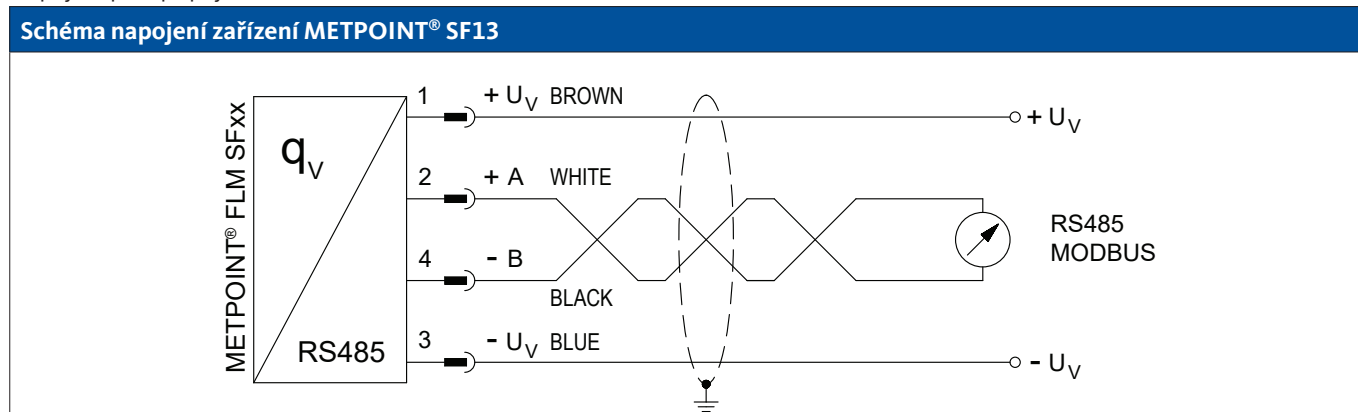 Schéma napojení zařízení METPOINT® SF13
METPOINT® FLM SFxx
qV
RS485
1
+ UV BROWN
+ UV
2
+ A WHITE
4
- B
BLACK
RS485
MODBUS
3
- UV BLUE
- UV